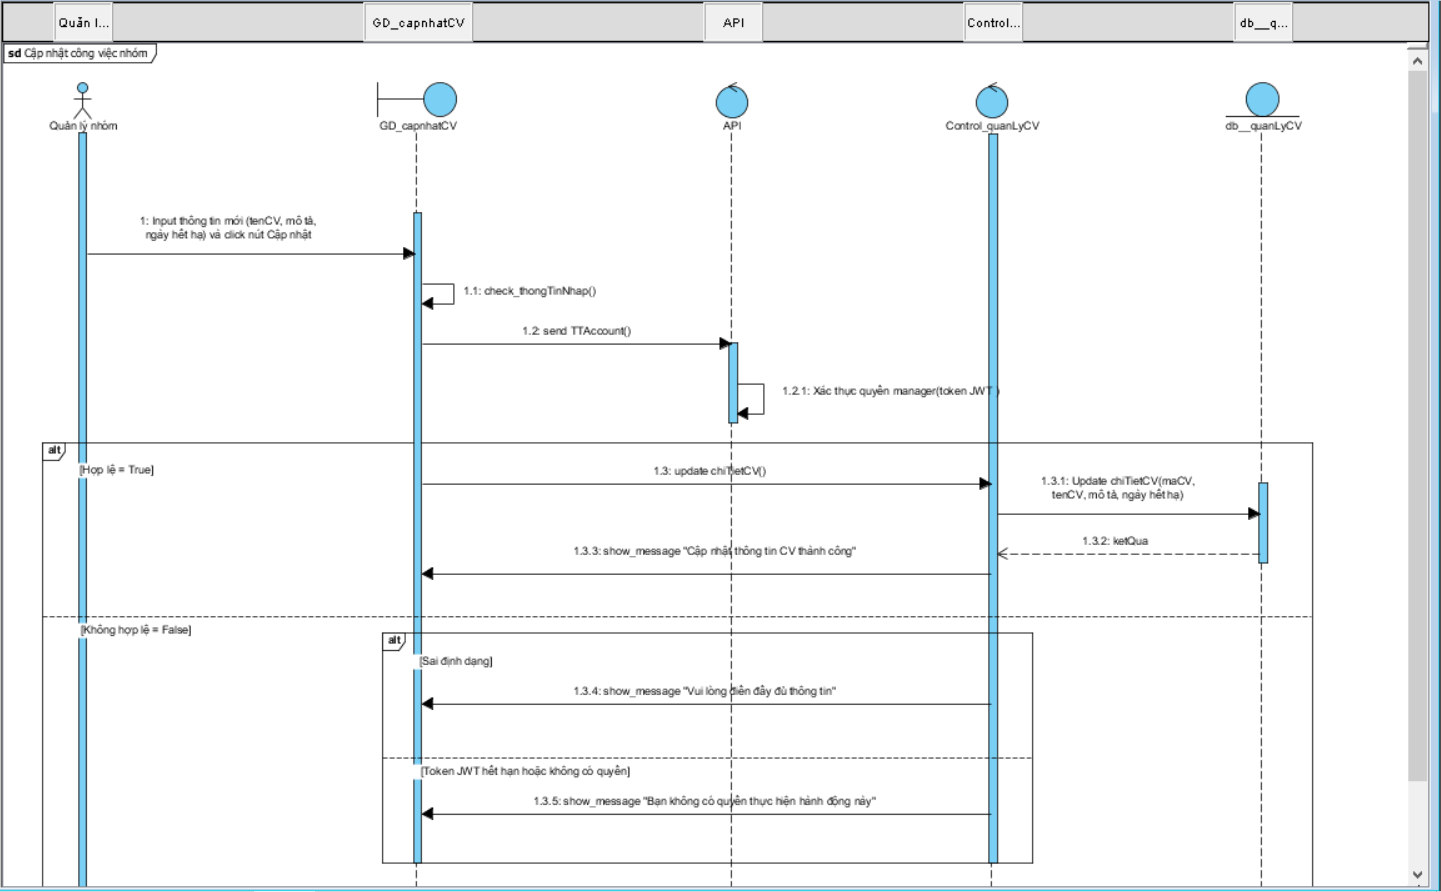 Quản l...
GD_capnhatCV
API
Control...
db__q...
sd Cập nhật công việc nhóm
Quản lý nhóm
GD_capnhatCV
API
Control_quanLyCV
db__quanLyCV
1: Input thông tin mới (tenCV, mô tả,
ngày hết hạ) và click nút Cập nhật
1.1: check_thongTinNhap()
1.2: send TTAccount()
1.2.1: Xác thực quyền manager(token JWT )
alt
[Hợp lệ = True]
1.3: update chiTietCV()
1.3.1: Update chiTietCV(maCV,
tenCV, mô tả, ngày hết hạ)
1.3.2: ketQua
1.3.3: show_message "Cập nhật thông tin CV thành công"
[Không hợp lệ = False]
alt
[Sai định dạng]
1.3.4: show_message "Vui lòng điền đầy đủ thông tin"
[Token JWT hết hạn hoặc không có quyền]
1.3.5: show_message "Bạn không có quyền thực hiện hành động này"